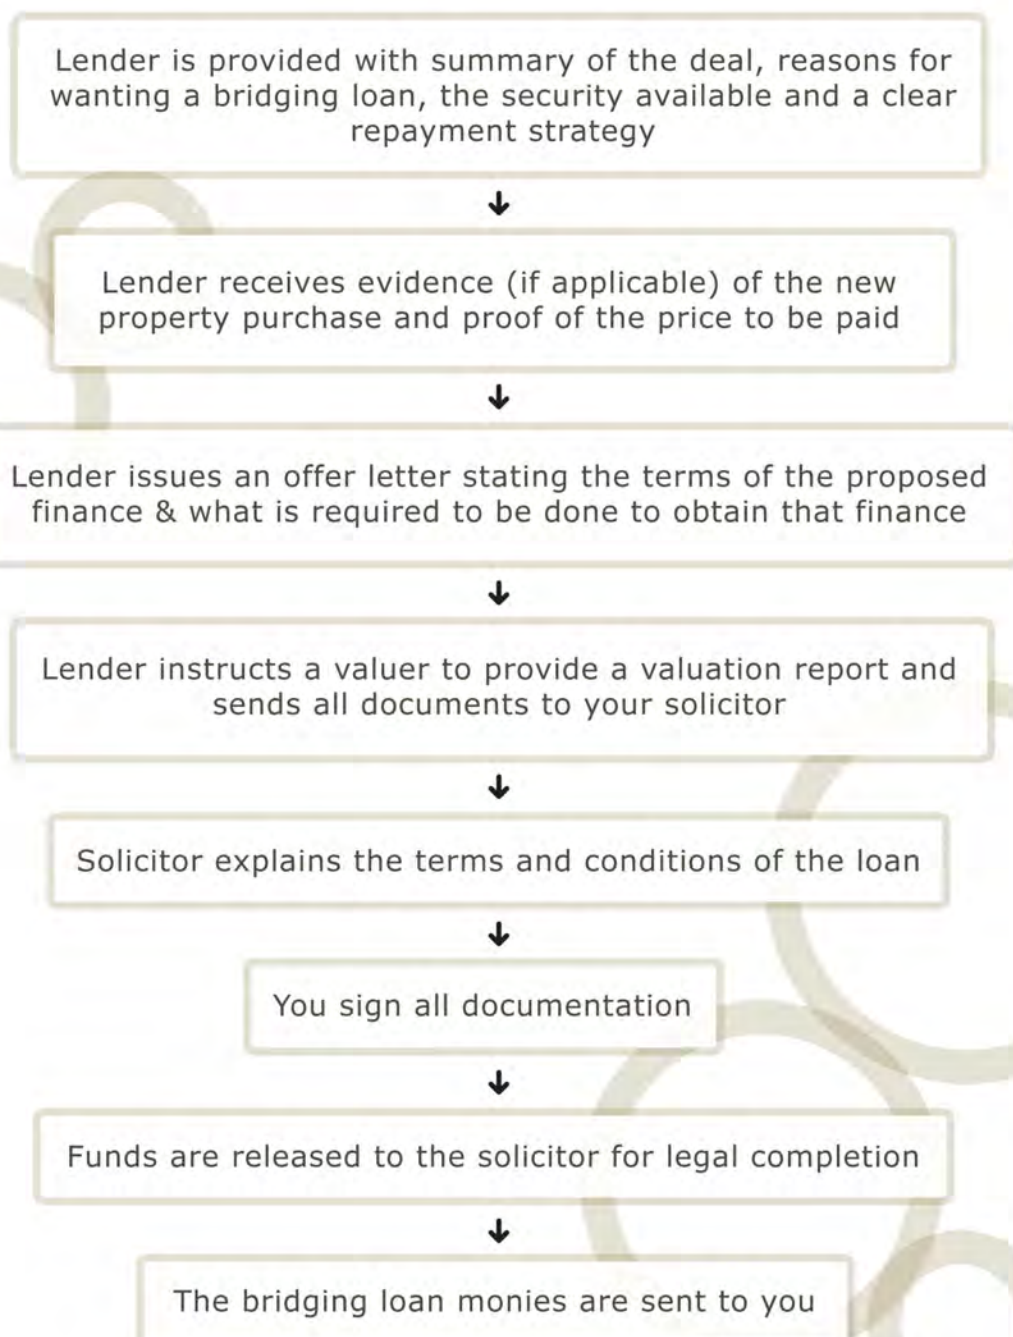 Lender is provided with summary of the deal, reasons for
wanting a bridging loan, the security available and a clear
repayment strategy
Lender receives evidence (if applicable) of the new
property purchase and proof of the price to be paid
Lender issues an offer letter stating the terms of the proposed
finance & what is required to be done to obtain that finance
Lender instructs a valuer to provide a valuation report and
sends all documents to your solicitor
Solicitor explains the terms and conditions of the loan
You sign all documentation
Funds are released to the solicitor for legal completion
The bridging loan monies are sent to you